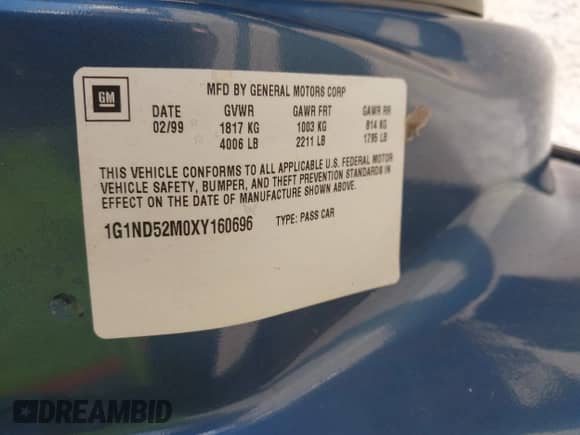 GM
MFD BY GENERAL MOTORS CORP
DATE GVWR GAWR FRT GAWR RR
02/99 1817 KG 1003 KG 814 KG
4006 LB 2211 LB 1795 LB
THIS VEHICLE CONFORMS TO ALL APPLICABLE U.S. FEDERAL MOTOR
VEHICLE SAFETY, BUMPER, AND THEFT PREVENTION STANDARDS IN
EFFECT ON THE DATE OF MANUFACTURE SHOWN ABOVE.
1G1ND52M0XY160696 TYPE: PASS CAR
DREAMBID